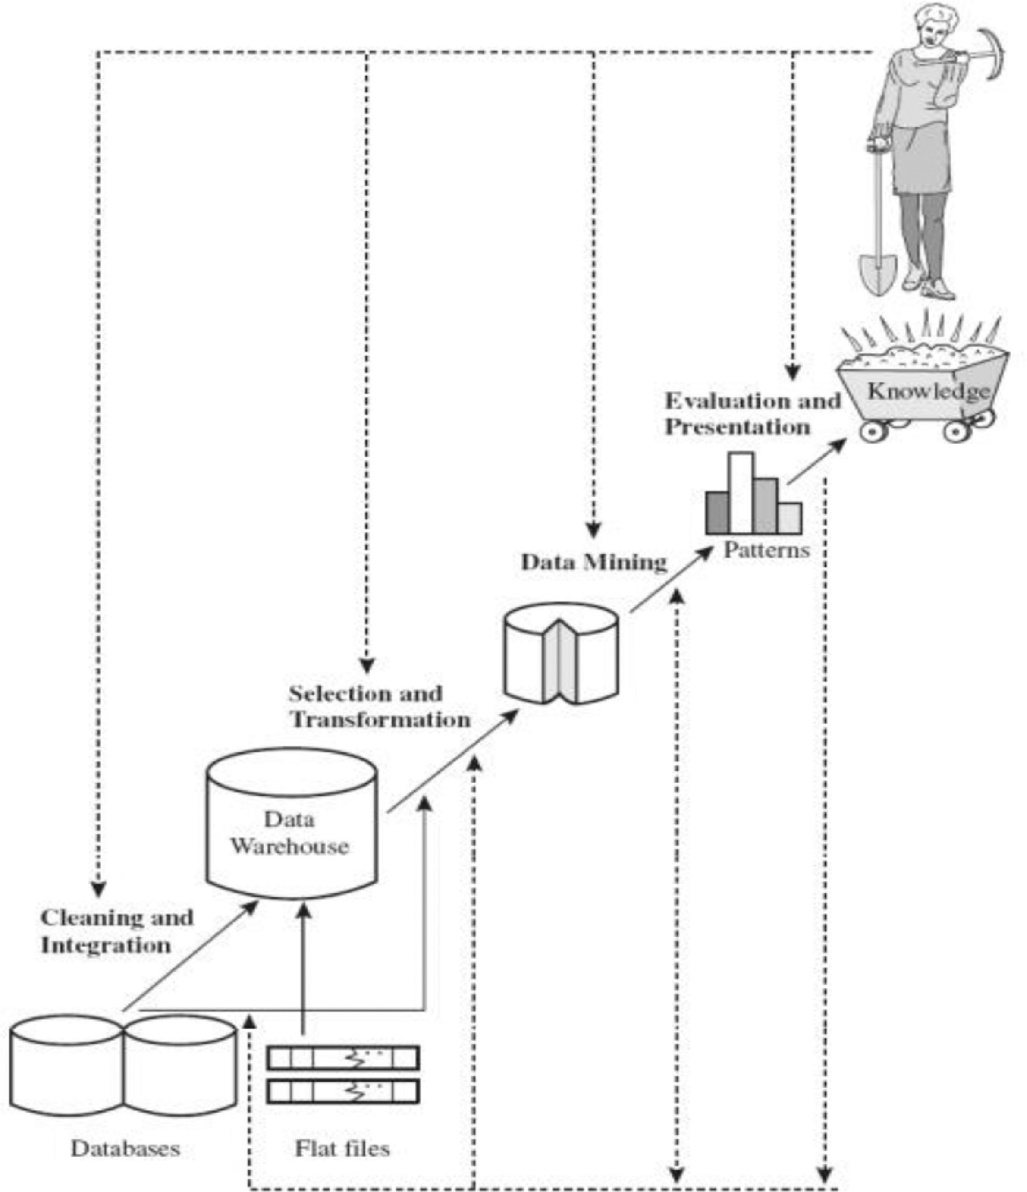 Knowledge
Evaluation and
Presentation
Patterns
Data Mining
Selection and
Transformation
Data
Warehouse
Cleaning and
Integration
Databases
Flat files